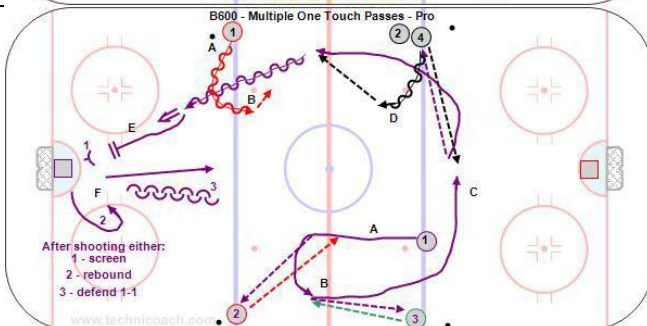 B600 - Multiple One Touch Passes - Pro
1
2
4
A
B
D
E
1
F
3
2
C
A
1
B
After shooting either:
1 - screen
2 - rebound
3 - defend 1-1
2
3
www.technicoach.com